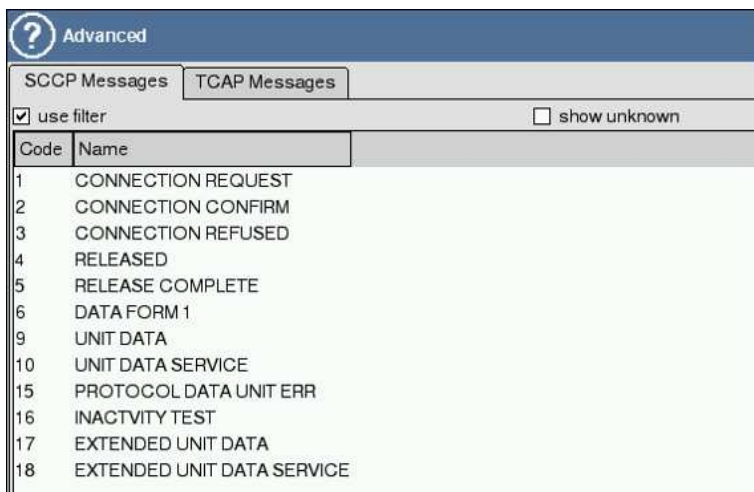 ? Advanced
SCCP Messages TCAP Messages
use filter show unknown
Code Name
1 CONNECTION REQUEST
2 CONNECTION CONFIRM
3 CONNECTION REFUSED
4 RELEASED
5 RELEASE COMPLETE
6 DATA FORM 1
9 UNIT DATA
10 UNIT DATA SERVICE
15 PROTOCOL DATA UNIT ERR
16 INACTVITY TEST
17 EXTENDED UNIT DATA
18 EXTENDED UNIT DATA SERVICE